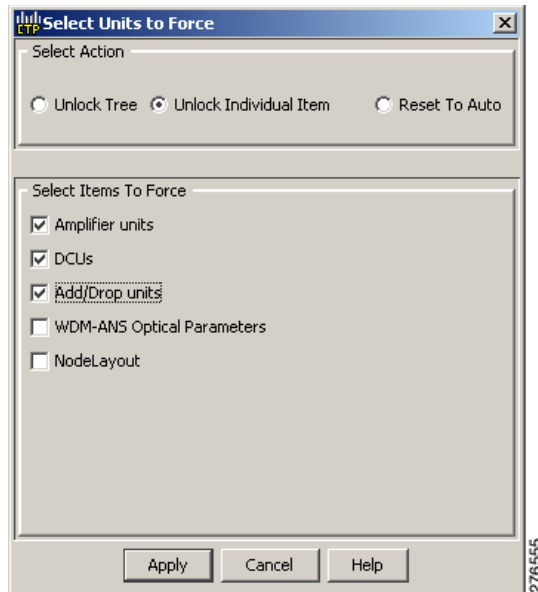 CTP Select Units to Force
Select Action
Unlock Tree Unlock Individual Item Reset To Auto
Select Items To Force
Amplifier units
DCUs
Add/Drop units
WDM-ANS Optical Parameters
NodeLayout
Apply Cancel Help
276555